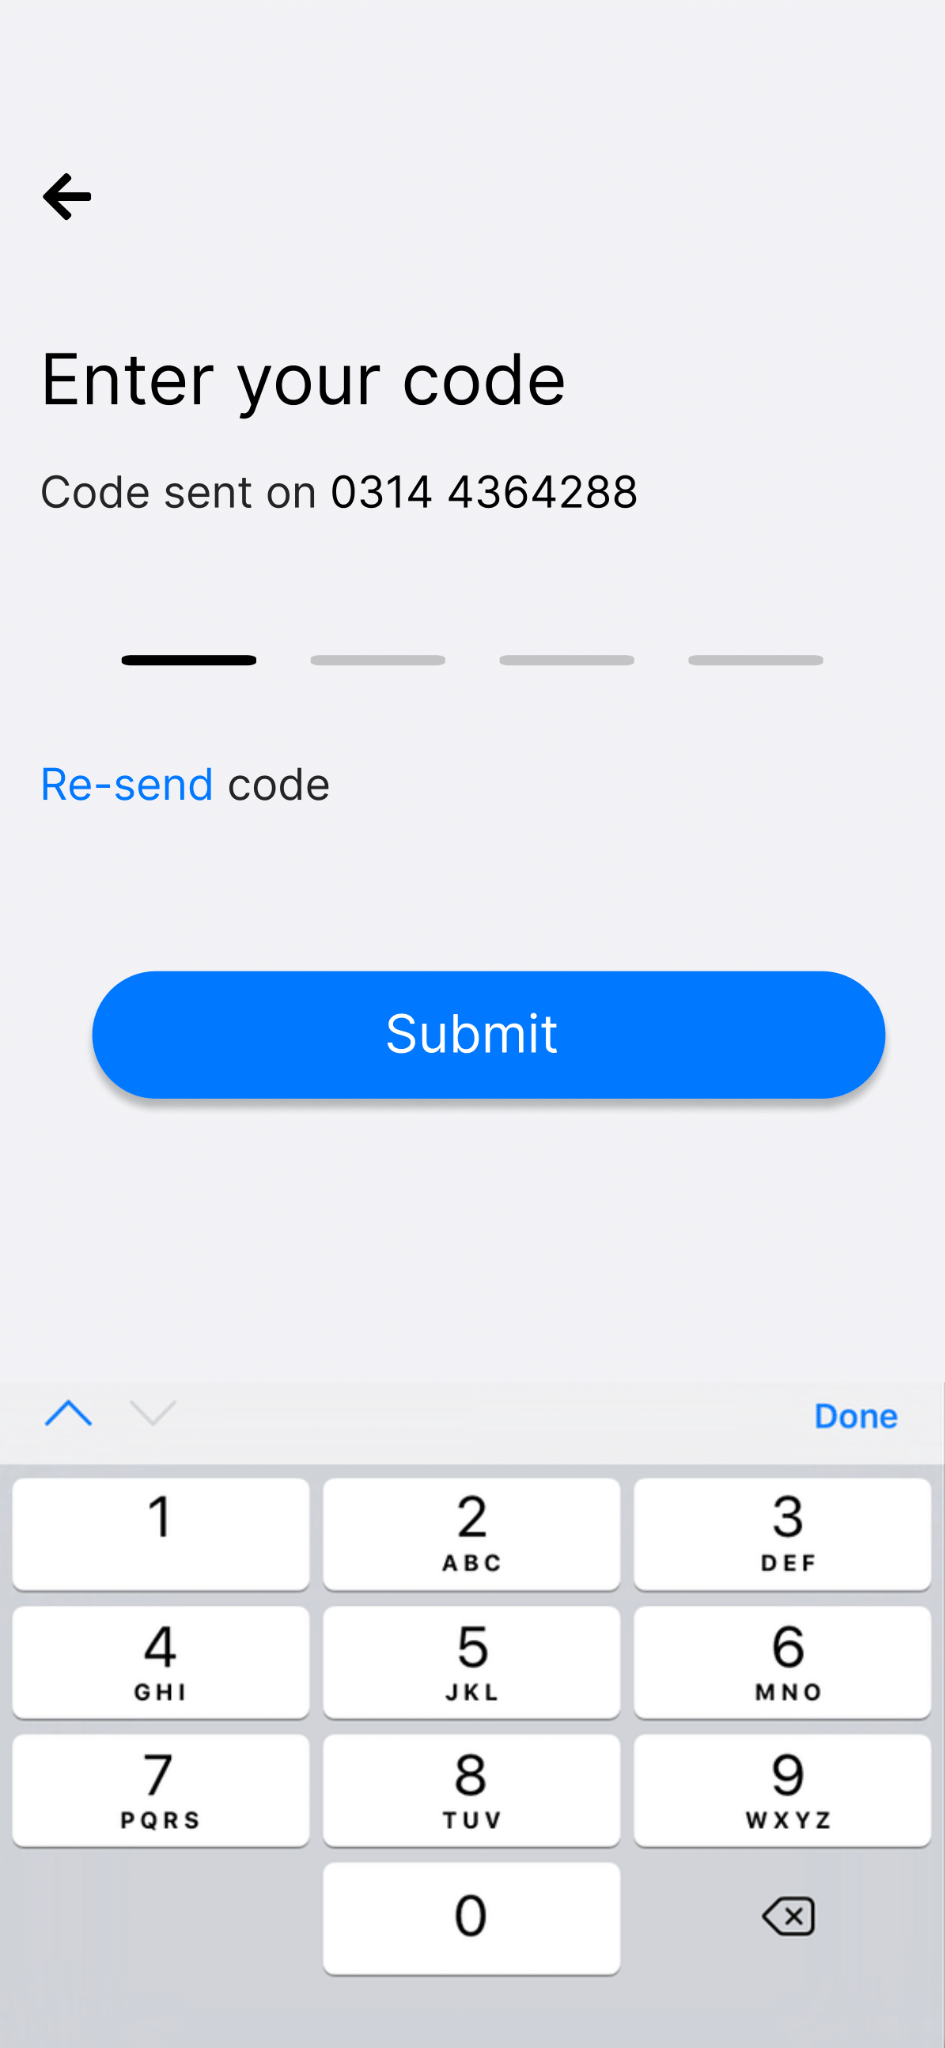 Enter your code
Code sent on 0314 4364288
Re-send code
Submit
Done
1
2
ABC
3
DEF
4
GHI
5
JKL
6
MNO
7
PQRS
8
TUV
9
WXYZ
0